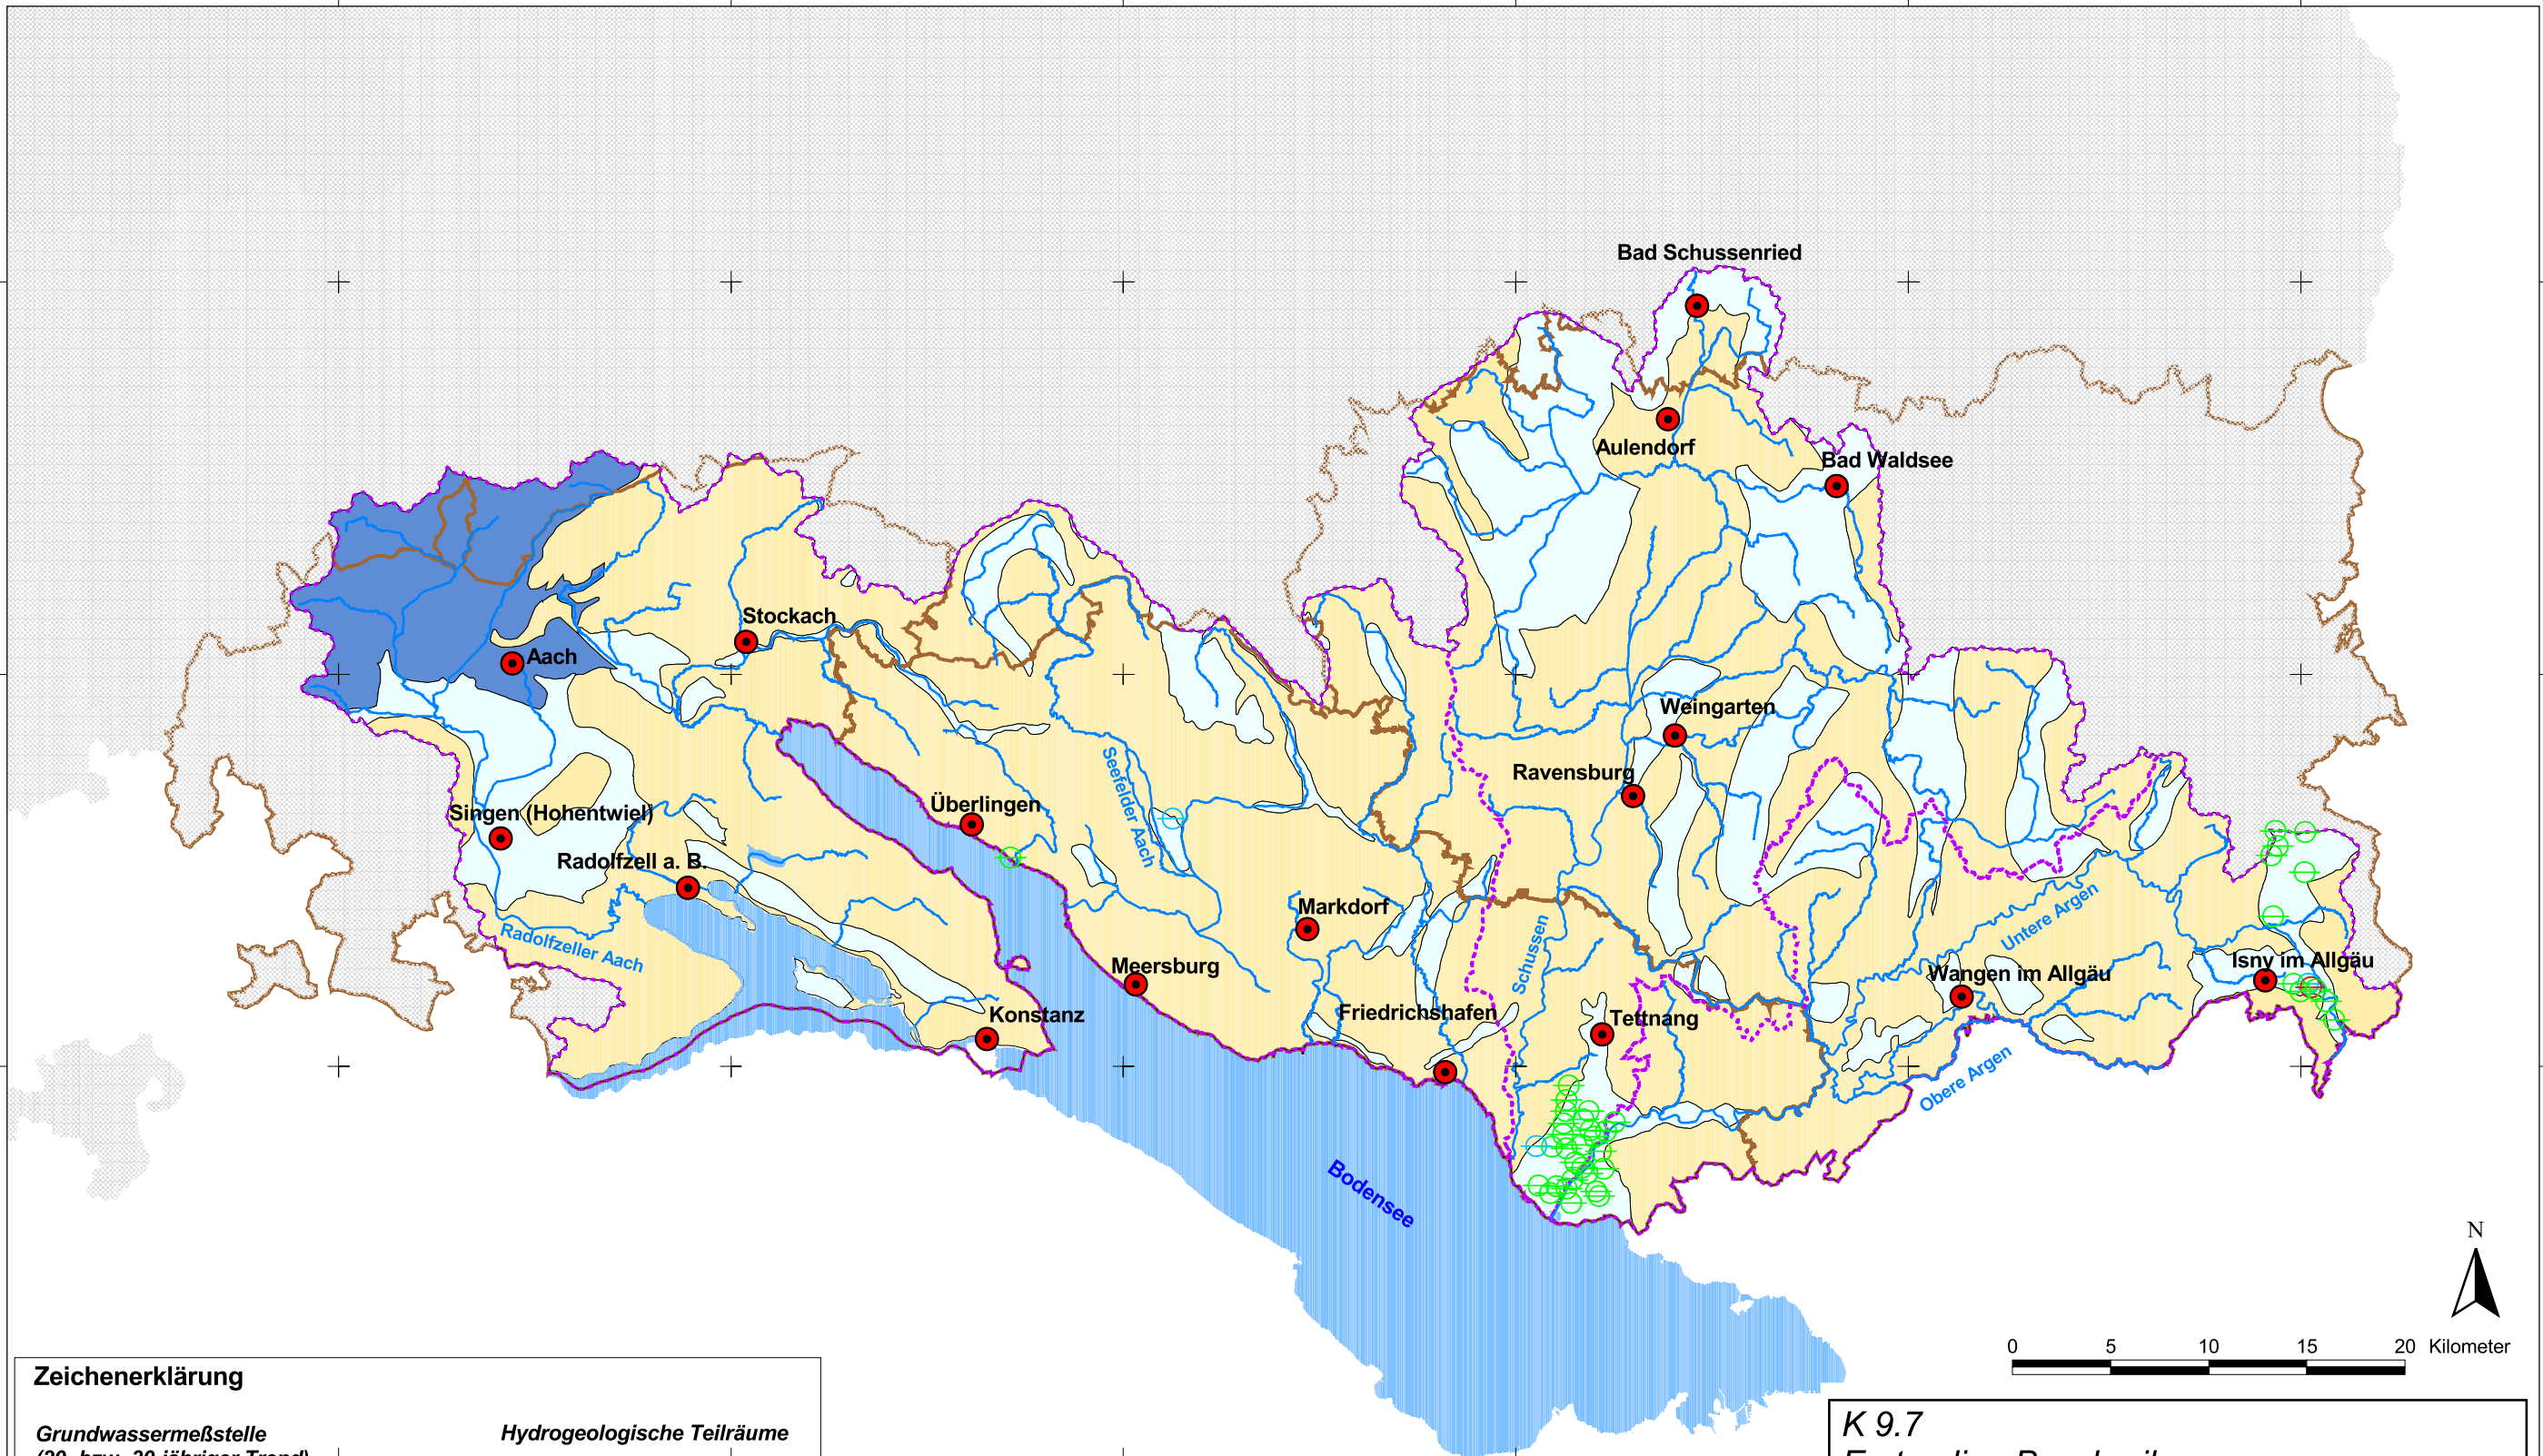 Bad Schussenried
Aulendorf
Bad Waldsee
Stockach
Aach
Weingarten
Ravensburg
Seefelder Aach
Überlingen
Singen (Hohentwiel)
Radolfzell a. B.
Markdorf
Untere Argen
Radolfzeller Aach
Schussen
Meersburg
Isny im Allgäu
Wangen im Allgäu
Konstanz
Friedrichshafen
Tettnang
Obere Argen
Bodensee
N
0 5 10 15 20 Kilometer
Zeichenerklärung
Grundwassermeßstelle
Hydrogeologische Teilräume
K 9.7